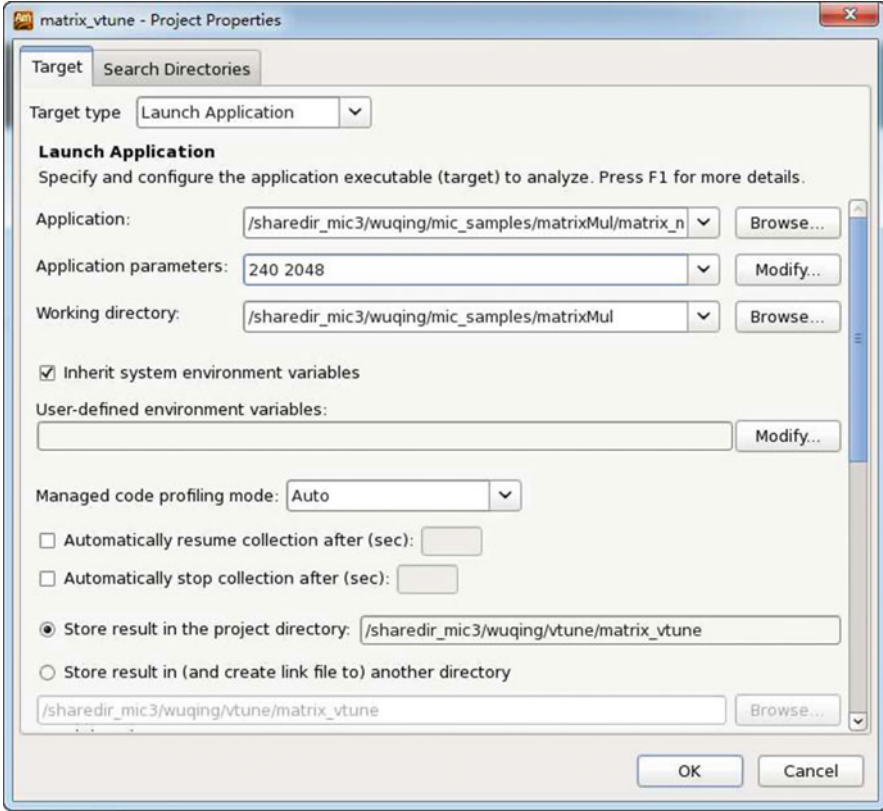 matrix_vtune - Project Properties
Target Search Directories
Target type Launch Application
Launch Application
Specify and configure the application executable (target) to analyze. Press F1 for more details.
Application: /sharedir_mic3/wuqing/mic_samples/matrixMul/matrix_n Browse...
Application parameters: 240 2048 Modify...
Working directory: /sharedir_mic3/wuqing/mic_samples/matrixMul Browse...
Inherit system environment variables
User-defined environment variables:
Modify...
Managed code profiling mode: Auto
Automatically resume collection after (sec):
Automatically stop collection after (sec):
Store result in the project directory: /sharedir_mic3/wuqing/vtune/matrix_vtune
Store result in (and create link file to) another directory
/sharedir_mic3/wuqing/vtune/matrix_vtune Browse...
OK Cancel